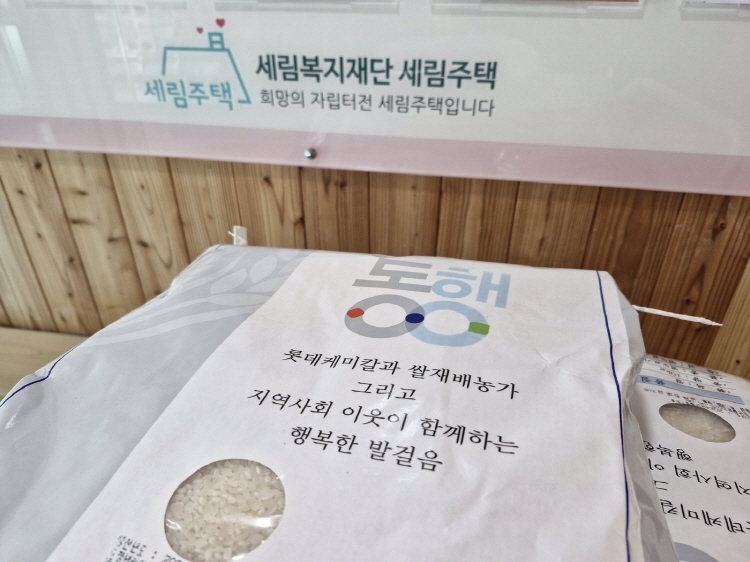 세림주택
세림복지재단 세림주택
희망의 자립터전 세림주택입니다
동행
롯데케미칼과 쌀재배농가
그리고
지역사회 이웃이 함께하는
행복한 발걸음